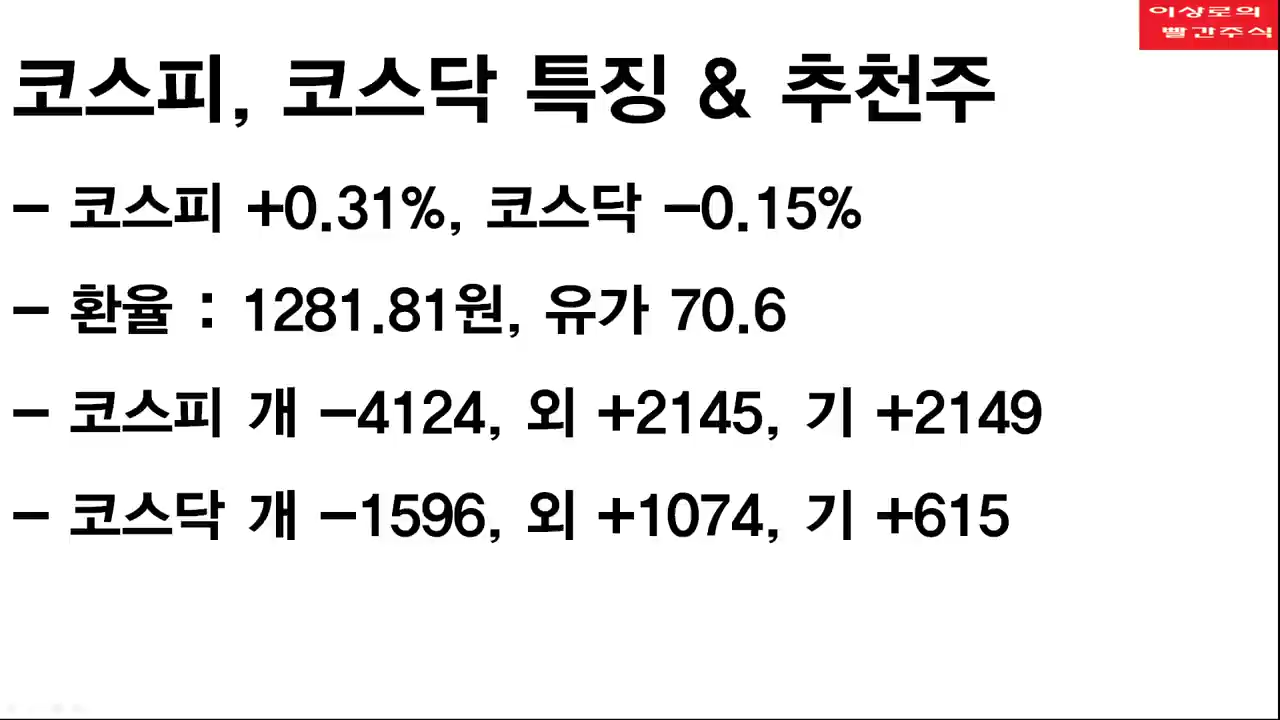 이상로의
빨간주식
코스피, 코스닥 특징 & 추천주
- 코스피 +0.31%, 코스닥 -0.15%
- 환율 : 1281.81원, 유가 70.6
- 코스피 개 -4124, 외 +2145, 기 +2149
- 코스닥 개 -1596, 외 +1074, 기 +615